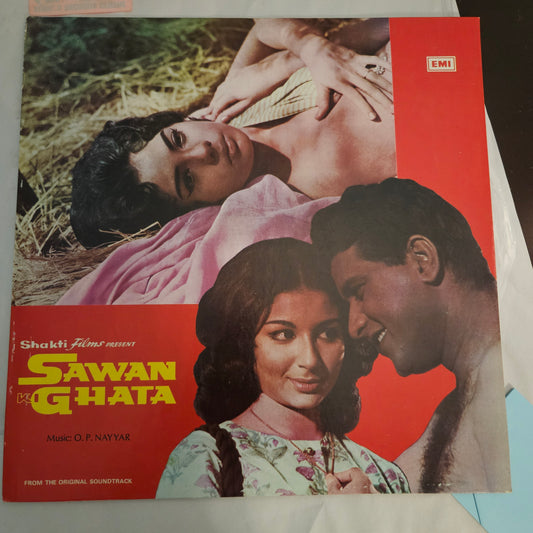 EMI
Shakti Films PRESENT
SAWAN
KI GHATA
Music: O. P. NAYYAR
FROM THE ORIGINAL SOUNDTRACK